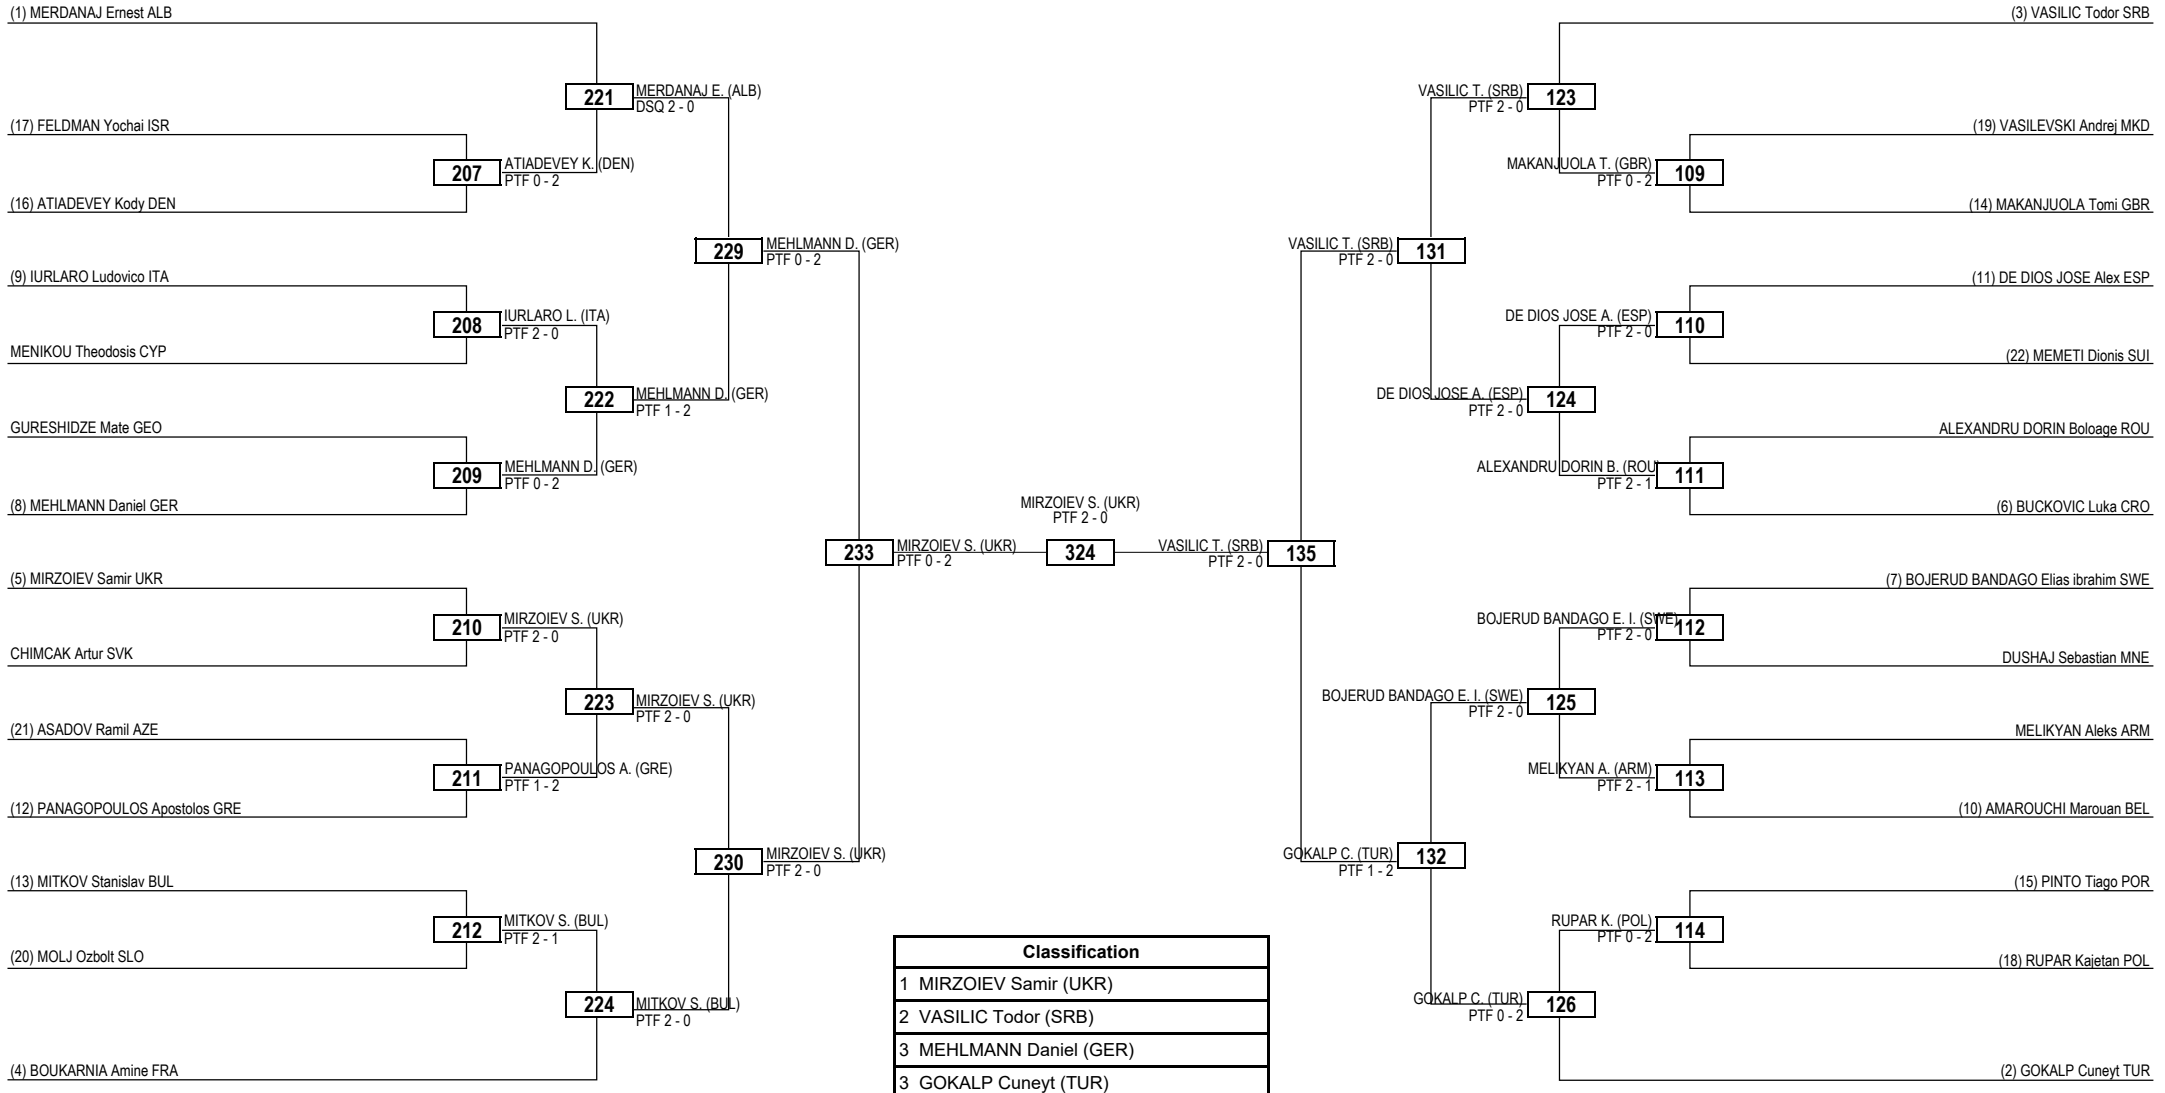 (1) MERDANAJ Ernest ALB
221
MERDANAJ E. (ALB)
DSQ 2 - 0
(17) FELDMAN Yochai ISR
207
ATIADEVEY K. (DEN)
PTF 0 - 2
(16) ATIADEVEY Kody DEN
229
MEHLMANN D. (GER)
PTF 0 - 2
(9) IURLARO Ludovico ITA
208
IURLARO L. (ITA)
PTF 2 - 0
MENIKOU Theodosis CYP
222
MEHLMANN D. (GER)
PTF 1 - 2
GURESHIDZE Mate GEO
209
MEHLMANN D. (GER)
PTF 0 - 2
(8) MEHLMANN Daniel GER
233
MIRZOIEV S. (UKR)
PTF 0 - 2
(5) MIRZOIEV Samir UKR
210
MIRZOIEV S. (UKR)
PTF 2 - 0
CHIMCAK Artur SVK
223
MIRZOIEV S. (UKR)
PTF 2 - 0
(21) ASADOV Ramil AZE
211
PANAGOPOULOS A. (GRE)
PTF 1 - 2
(12) PANAGOPOULOS Apostolos GRE
230
MIRZOIEV S. (UKR)
PTF 2 - 0
(13) MITKOV Stanislav BUL
212
MITKOV S. (BUL)
PTF 2 - 1
(20) MOLJ Ozbolt SLO
224
MITKOV S. (BUL)
PTF 2 - 0
(4) BOUKARNIA Amine FRA
MIRZOIEV S. (UKR)
PTF 2 - 0
324
(3) VASILIC Todor SRB
VASILIC T. (SRB)
PTF 2 - 0
123
(19) VASILEVSKI Andrej MKD
MAKANJUOLA T. (GBR)
PTF 0 - 2
109
(14) MAKANJUOLA Tomi GBR
VASILIC T. (SRB)
PTF 2 - 0
131
(11) DE DIOS JOSE Alex ESP
DE DIOS JOSE A. (ESP)
PTF 2 - 0
110
(22) MEMETI Dionis SUI
DE DIOS JOSE A. (ESP)
PTF 2 - 0
124
ALEXANDRU DORIN Boloage ROU
ALEXANDRU DORIN B. (ROU
PTF 2 - 1
111
(6) BUCKOVIC Luka CRO
VASILIC T. (SRB)
PTF 2 - 0
135
(7) BOJERUD BANDAGO Elias ibrahim SWE
BOJERUD BANDAGO E. I. (SWE)
PTF 2 - 0
112
DUSHAJ Sebastian MNE
BOJERUD BANDAGO E. I. (SWE)
PTF 2 - 0
125
MELIKYAN Aleks ARM
MELIKYAN A. (ARM)
PTF 2 - 1
113
(10) AMAROUCHI Marouan BEL
GOKALP C. (TUR)
PTF 1 - 2
132
(15) PINTO Tiago POR
RUPAR K. (POL)
PTF 0 - 2
114
(18) RUPAR Kajetan POL
GOKALP C. (TUR)
PTF 0 - 2
126
(2) GOKALP Cuneyt TUR
Classification
1 MIRZOIEV Samir (UKR)
2 VASILIC Todor (SRB)
3 MEHLMANN Daniel (GER)
3 GOKALP Cuneyt (TUR)